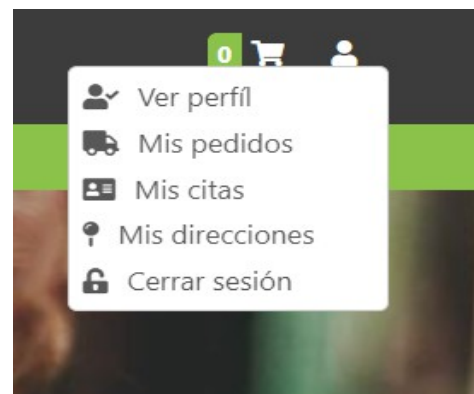 0
Ver perfíl
Mis pedidos
Mis citas
Mis direcciones
Cerrar sesión